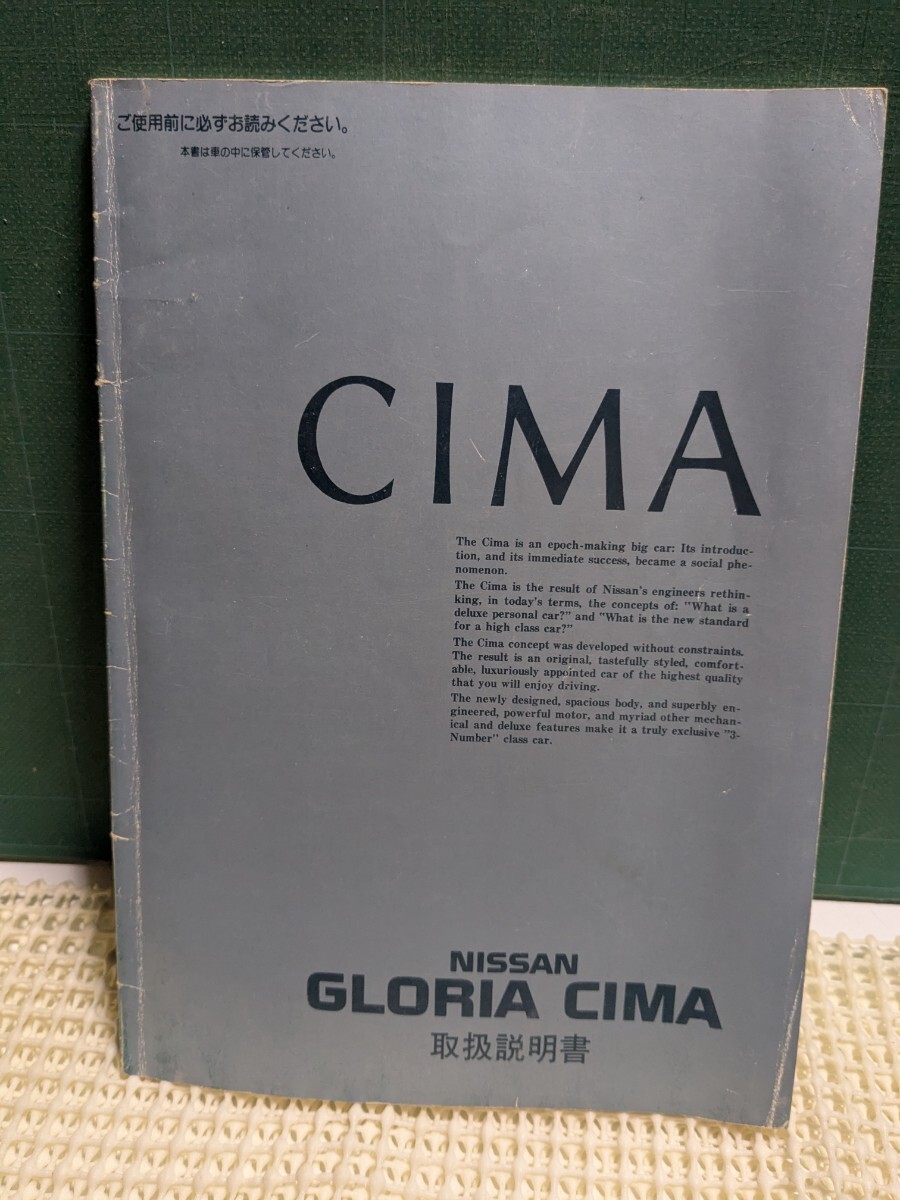 ご使用前に必ずお読みください。
本書は車の中に保管してください。
CIMA
The Cima is an epoch-making big car: Its introduc-
tion, and its immediate success, became a social phe-
nomenon.
The Cima is the result of Nissan's engineers rethin-
king, in today's terms, the concepts of: "What is a
deluxe personal car?" and "What is the new standard
for a high class car?"
The Cima concept was developed without constraints.
The result is an original, tastefully styled, comfort-
able, luxuriously appointed car of the highest quality
that you will enjoy driving.
The newly designed, spacious body, and superbly en-
gineered, powerful motor, and myriad other mechan-
ical and deluxe features make it a truly exclusive "3-
Number" class car.
NISSAN
GLORIA CIMA
取扱説明書